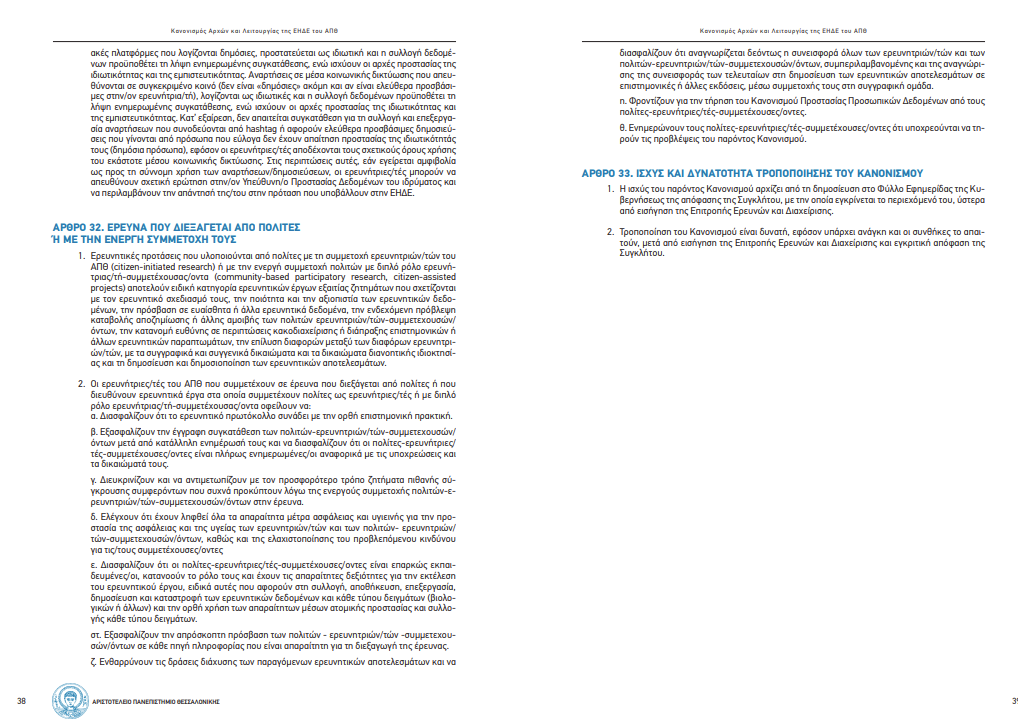 Κανονισμός Αρχών και Λειτουργίας της ΕΗΔΕ του ΑΠΘ
ακές πλατφόρμες που λογίζονται δημόσιες, προστατεύεται ως ιδιωτική και η συλλογή δεδομέ-
νων προϋποθέτει τη λήψη ενημερωμένης συγκατάθεσης, ενώ ισχύουν οι αρχές προστασίας της
ιδιωτικότητας και της εμπιστευτικότητας. Αναρτήσεις σε μέσα κοινωνικής δικτύωσης που απευ-
θύνονται σε συγκεκριμένο κοινό (δεν είναι «δημόσιες» ακόμη και αν είναι ελεύθερα προσβάσι-
μες στην/ον ερευνήτρια/τή), λογίζονται ως ιδιωτικές και η συλλογή δεδομένων προϋποθέτει τη
λήψη ενημερωμένης συγκατάθεσης, ενώ ισχύουν οι αρχές προστασίας της ιδιωτικότητας και
της εμπιστευτικότητας. Κατ’ εξαίρεση, δεν απαιτείται συγκατάθεση για τη συλλογή και επεξεργα-
σία αναρτήσεων που συνοδεύονται από hashtag ή αφορούν ελεύθερα προσβάσιμες δημοσιεύ-
σεις που γίνονται από πρόσωπα που εύλογα δεν έχουν απαίτηση προστασίας της ιδιωτικότητάς
τους (δημόσια πρόσωπα), εφόσον οι ερευνήτριες/τές αποδέχονται τους σχετικούς όρους χρήσης
του εκάστοτε μέσου κοινωνικής δικτύωσης. Στις περιπτώσεις αυτές, εάν εγείρεται αμφιβολία
ως προς τη σύννομη χρήση των αναρτήσεων/δημοσιεύσεων, οι ερευνήτριες/τές μπορούν να
απευθύνουν σχετική ερώτηση στην/ον Υπεύθυνη/ο Προστασίας Δεδομένων του ιδρύματος και
να περιλαμβάνουν την απάντησή της/του στην πρόταση που υποβάλλουν στην ΕΗΔΕ.
ΑΡΘΡΟ 32. ΕΡΕΥΝΑ ΠΟΥ ΔΙΕΞΑΓΕΤΑΙ ΑΠΟ ΠΟΛΙΤΕΣ
Ή ΜΕ ΤΗΝ ΕΝΕΡΓΗ ΣΥΜΜΕΤΟΧΗ ΤΟΥΣ
1. Ερευνητικές προτάσεις που υλοποιούνται από πολίτες με τη συμμετοχή ερευνητριών/τών του
ΑΠΘ (citizen-initiated research) ή με την ενεργή συμμετοχή πολιτών με διπλό ρόλο ερευνή-
τριας/τή-συμμετέχουσας/οντα (community-based participatory research, citizen-assisted
projects) αποτελούν ειδική κατηγορία ερευνητικών έργων εξαιτίας ζητημάτων που σχετίζονται
με τον ερευνητικό σχεδιασμό τους, την ποιότητα και την αξιοπιστία των ερευνητικών δεδο-
μένων, την πρόσβαση σε ευαίσθητα ή άλλα ερευνητικά δεδομένα, την ενδεχόμενη πρόβλεψη
καταβολής αποζημίωσης ή άλλης αμοιβής των πολιτών ερευνητριών/τών-συμμετεχουσών/
όντων, την κατανομή ευθύνης σε περιπτώσεις κακοδιαχείρισης ή διάπραξης επιστημονικών ή
άλλων ερευνητικών παραπτωμάτων, την επίλυση διαφορών μεταξύ των διαφόρων ερευνητρι-
ών/τών, με τα συγγραφικά και συγγενικά δικαιώματα και τα δικαιώματα διανοητικής ιδιοκτησί-
ας και τη δημοσίευση και δημοσιοποίηση των ερευνητικών αποτελεσμάτων.
2. Οι ερευνήτριες/τές του ΑΠΘ που συμμετέχουν σε έρευνα που διεξάγεται από πολίτες ή που
διευθύνουν ερευνητικά έργα στα οποία συμμετέχουν πολίτες ως ερευνήτριες/τές ή με διπλό
ρόλο ερευνήτριας/τή-συμμετέχουσας/οντα οφείλουν να:
α. Διασφαλίζουν ότι το ερευνητικό πρωτόκολλο συνάδει με την ορθή επιστημονική πρακτική.
β. Εξασφαλίζουν την έγγραφη συγκατάθεση των πολιτών-ερευνητριών/τών-συμμετεχουσών/
όντων μετά από κατάλληλη ενημέρωσή τους και να διασφαλίζουν ότι οι πολίτες-ερευνήτριες/
τές-συμμετέχουσες/οντες είναι πλήρως ενημερωμένες/οι αναφορικά με τις υποχρεώσεις και
τα δικαιώματά τους.
γ. Διευκρινίζουν και να αντιμετωπίζουν με τον προσφορότερο τρόπο ζητήματα πιθανής σύ-
γκρουσης συμφερόντων που συχνά προκύπτουν λόγω της ενεργούς συμμετοχής πολιτών-ε-
ρευνητριών/τών-συμμετεχουσών/όντων στην έρευνα.
δ. Ελέγχουν ότι έχουν ληφθεί όλα τα απαραίτητα μέτρα ασφάλειας και υγιεινής για την προ-
στασία της ασφάλειας και της υγείας των ερευνητριών/τών και των πολιτών- ερευνητριών/
τών-συμμετεχουσών/όντων, καθώς και της ελαχιστοποίησης του προβλεπόμενου κινδύνου
για τις/τους συμμετέχουσες/οντες
ε. Διασφαλίζουν ότι οι πολίτες-ερευνήτριες/τές-συμμετέχουσες/οντες είναι επαρκώς εκπαι-
δευμένες/οι, κατανοούν το ρόλο τους και έχουν τις απαραίτητες δεξιότητες για την εκτέλεση
του ερευνητικού έργου, ειδικά αυτές που αφορούν στη συλλογή, αποθήκευση, επεξεργασία,
δημοσίευση και καταστροφή των ερευνητικών δεδομένων και κάθε τύπου δειγμάτων (βιολο-
γικών ή άλλων) και την ορθή χρήση των απαραίτητων μέσων ατομικής προστασίας και συλλο-
γής κάθε τύπου δειγμάτων.
στ. Εξασφαλίζουν την απρόσκοπτη πρόσβαση των πολιτών - ερευνητριών/τών -συμμετεχου-
σών/όντων σε κάθε πηγή πληροφορίας που είναι απαραίτητη για τη διεξαγωγή της έρευνας.
ζ. Ενθαρρύνουν τις δράσεις διάχυσης των παραγόμενων ερευνητικών αποτελεσμάτων και να
38
ΑΡΙΣΤΟΤΕΛΕΙΟ ΠΑΝΕΠΙΣΤΗΜΙΟ ΘΕΣΣΑΛΟΝΙΚΗΣ
Κανονισμός Αρχών και Λειτουργίας της ΕΗΔΕ του ΑΠΘ
διασφαλίζουν ότι αναγνωρίζεται δεόντως η συνεισφορά όλων των ερευνητριών/τών και των
πολιτών-ερευνητριών/τών-συμμετεχουσών/όντων, συμπεριλαμβανομένης και της αναγνώρι-
σης της συνεισφοράς των τελευταίων στη δημοσίευση των ερευνητικών αποτελεσμάτων σε
επιστημονικές ή άλλες εκδόσεις, μέσω συμμετοχής τους στη συγγραφική ομάδα.
η. Φροντίζουν για την τήρηση του Κανονισμού Προστασίας Προσωπικών Δεδομένων από τους
πολίτες-ερευνήτριες/τές-συμμετέχουσες/οντες.
θ. Ενημερώνουν τους πολίτες-ερευνήτριες/τές-συμμετέχουσες/οντες ότι υποχρεούνται να τη-
ρούν τις προβλέψεις του παρόντος Κανονισμού.
ΑΡΘΡΟ 33. ΙΣΧΥΣ ΚΑΙ ΔΥΝΑΤΟΤΗΤΑ ΤΡΟΠΟΠΟΙΗΣΗΣ ΤΟΥ ΚΑΝΟΝΙΣΜΟΥ
1. Η ισχύς του παρόντος Κανονισμού αρχίζει από τη δημοσίευση στο Φύλλο Εφημερίδας της Κυ-
βερνήσεως της απόφασης της Συγκλήτου, με την οποία εγκρίνεται το περιεχόμενό του, ύστερα
από εισήγηση της Επιτροπής Ερευνών και Διαχείρισης.
2. Τροποποίηση του Κανονισμού είναι δυνατή, εφόσον υπάρχει ανάγκη και οι συνθήκες το απαι-
τούν, μετά από εισήγηση της Επιτροπής Ερευνών και Διαχείρισης και εγκριτική απόφαση της
Συγκλήτου.